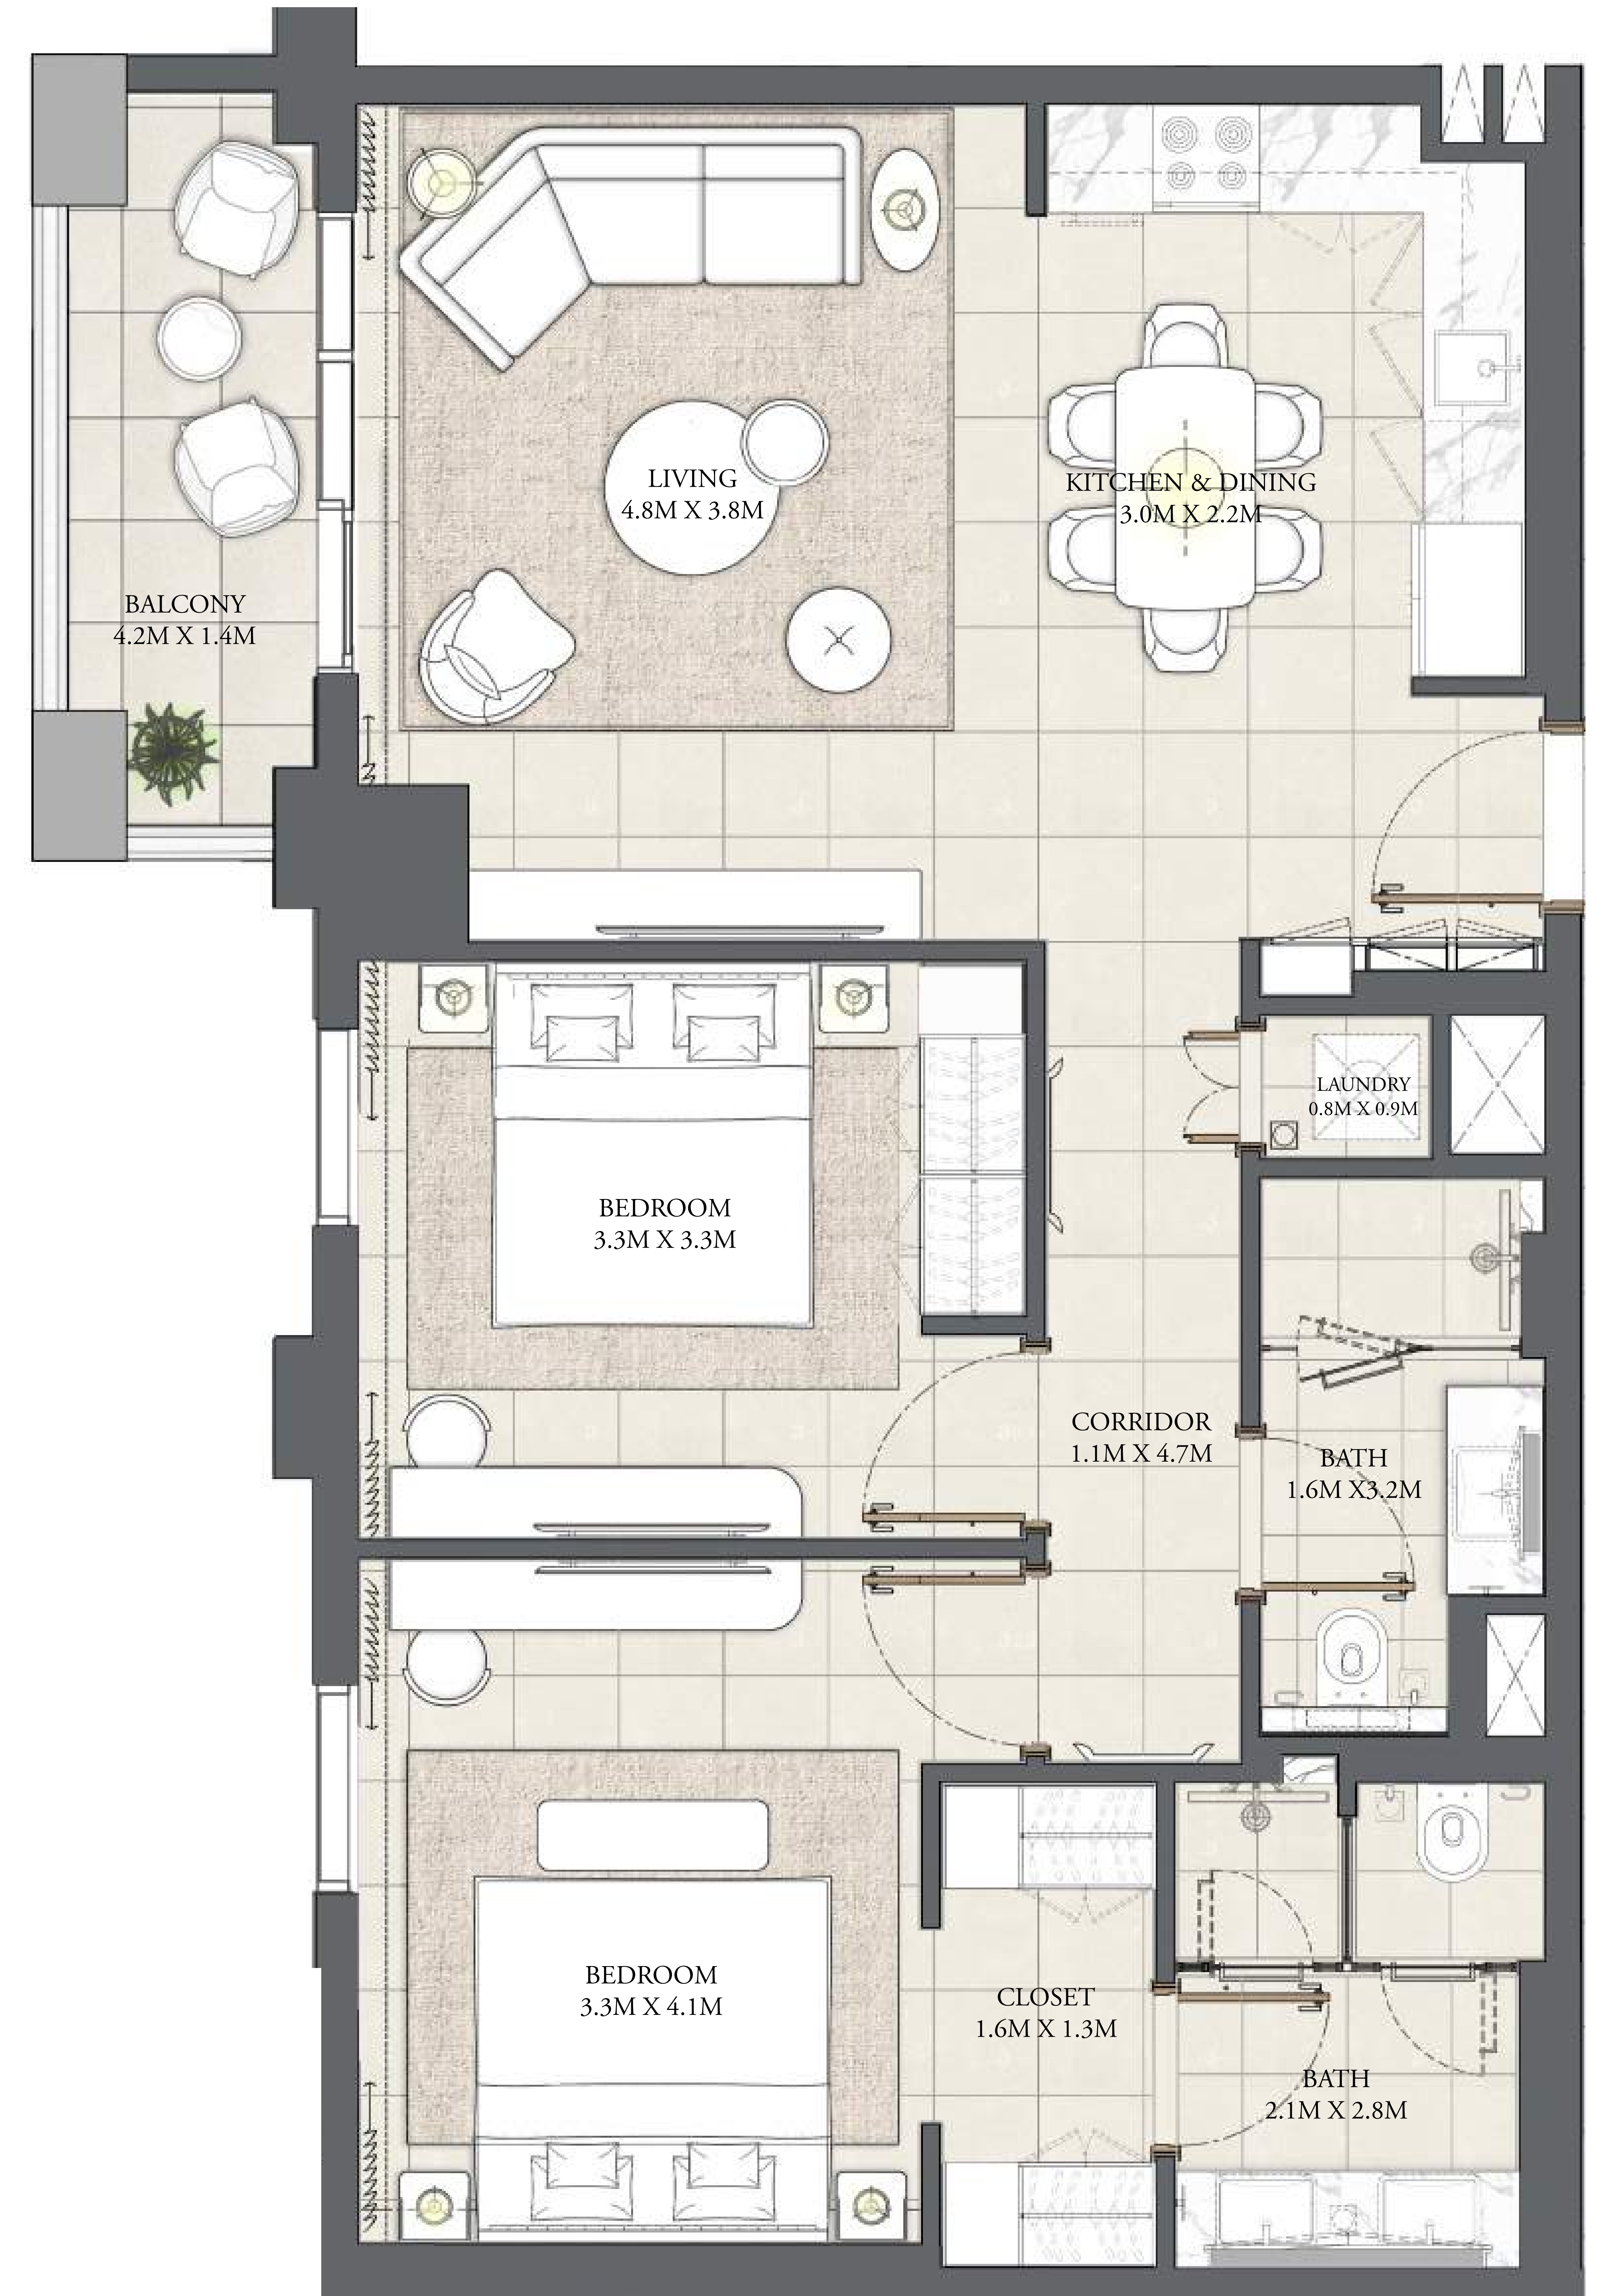 LIVING
4.8M X 3.8M
KITCHEN & DINING
3.0M X 2.2M
BALCONY
4.2M X 1.4M
LAUNDRY
0.8M X 0.9M
BEDROOM
3.3M X 3.3M
CORRIDOR
1.1M X 4.7M
BATH
1.6M X3.2M
BEDROOM
3.3M X 4.1M
CLOSET
1.6M X 1.3M
BATH
2.1M X 2.8M